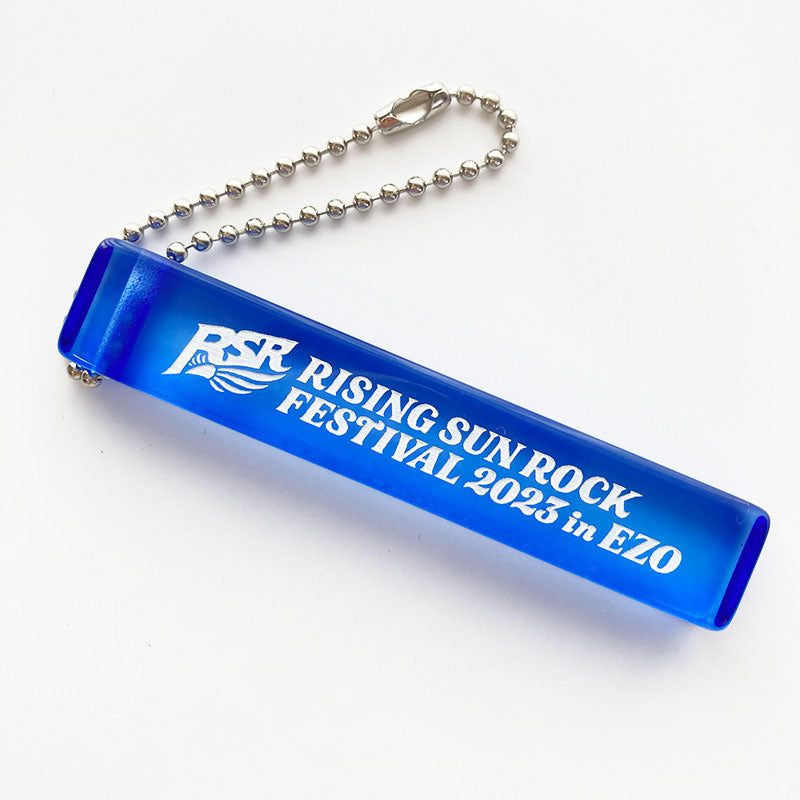 RSR
RISING SUN ROCK
FESTIVAL 2023 in EZO